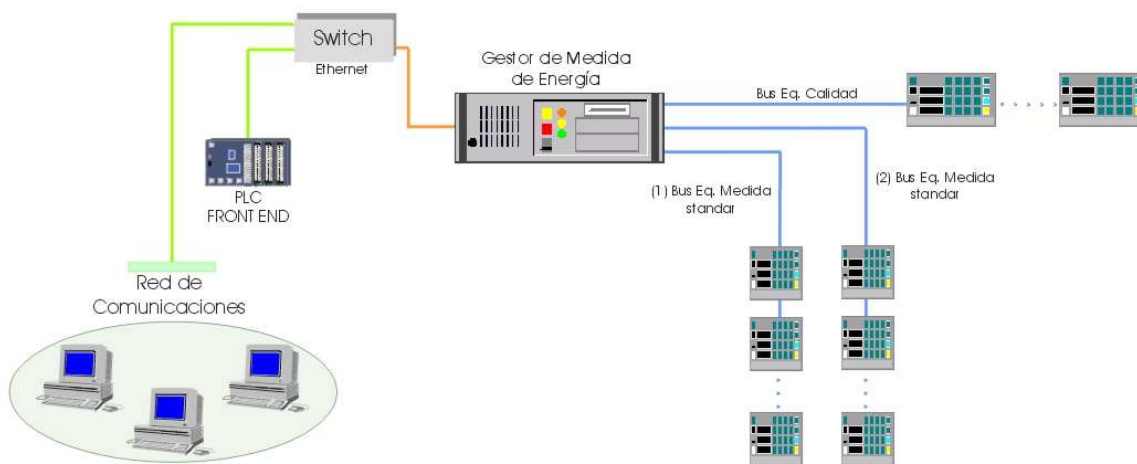 Switch
Ethernet
Gestor de Medida
de Energía
Bus Eq. Calidad
(1) Bus Eq. Medida
standar
(2) Bus Eq. Medida
standar
PLC
FRONT END
Red de
Comunicaciones